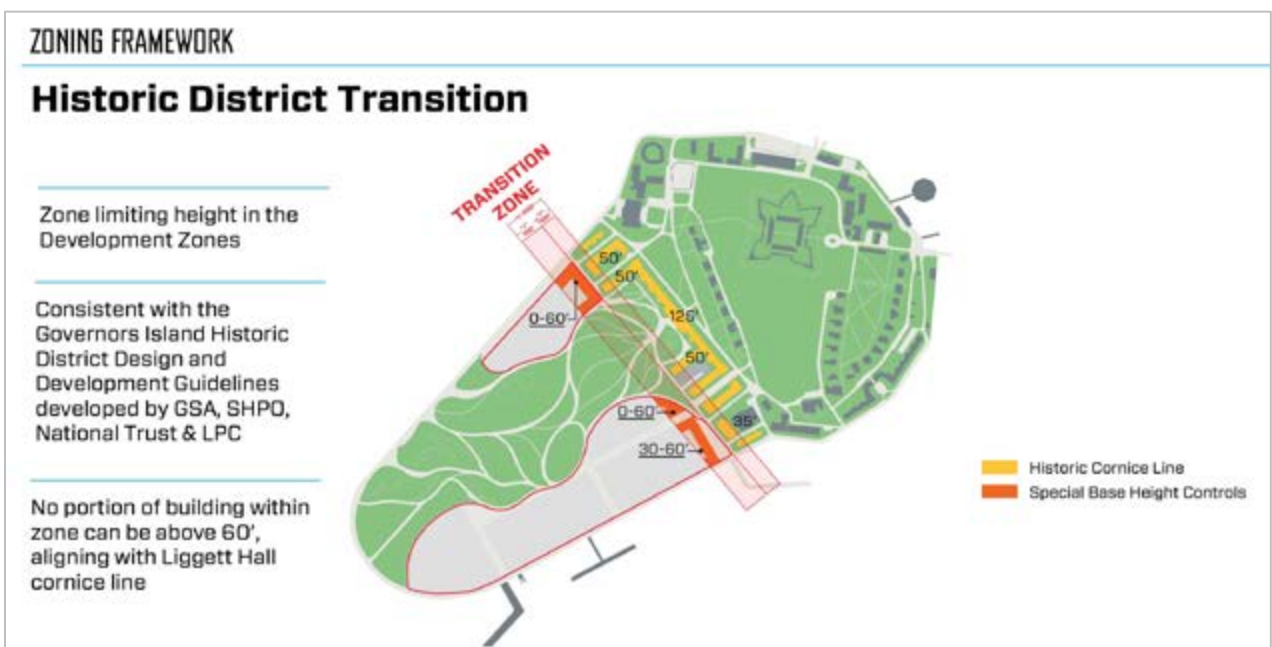 ZONING FRAMEWORK
Historic District Transition
Zone limiting height in the
Development Zones
Consistent with the
Governors Island Historic
District Design and
Development Guidelines
developed by GSA, SHPO,
National Trust & LPC
No portion of building within
zone can be above 60',
aligning with Liggett Hall
cornice line
TRANSITION
ZONE
50'
50'
0-60'
126'
50'
0-60'
35'
30-60'
Historic Cornice Line
Special Base Height Controls